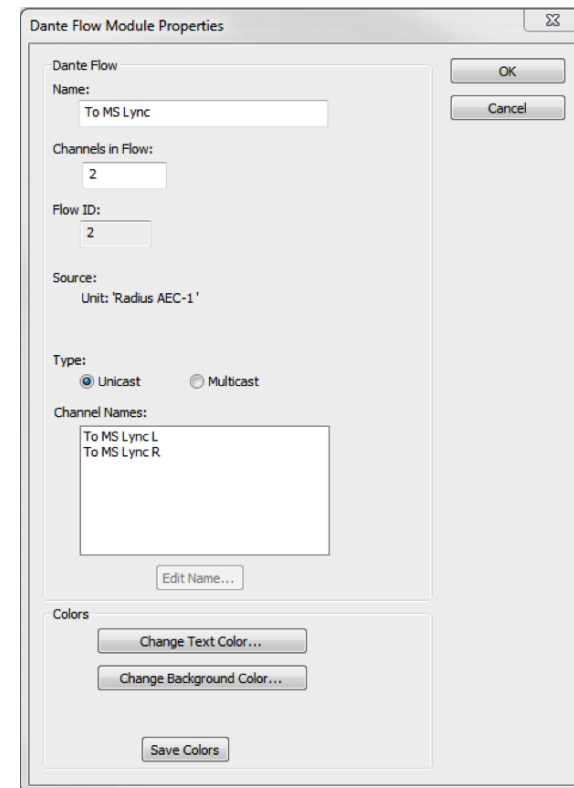 Dante Flow Module Properties
Dante Flow
Name:
To MS Lync
Channels in Flow:
2
Flow ID:
2
Source:
Unit: 'Radius AEC-1'
Type:
Unicast Multicast
Channel Names:
To MS Lync L
To MS Lync R
Edit Name...
Colors
Change Text Color...
Change Background Color...
Save Colors
OK
Cancel